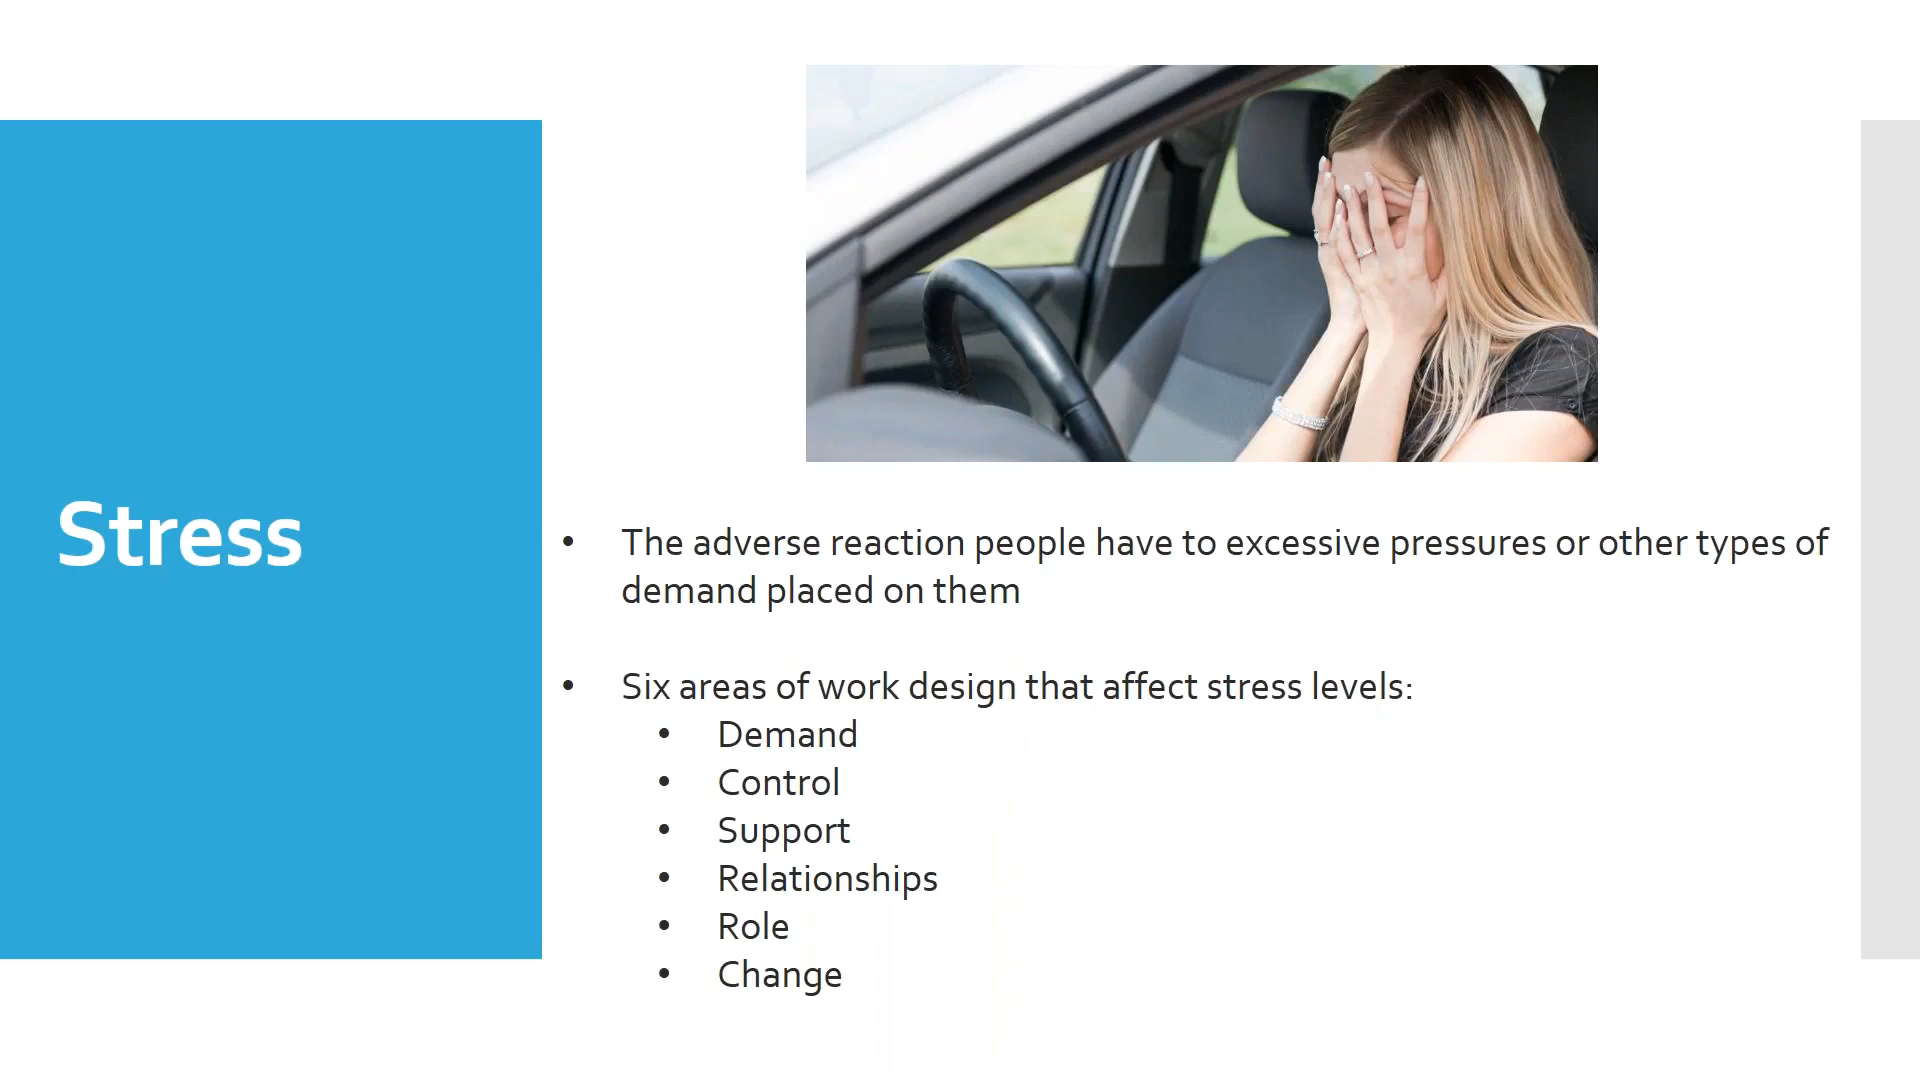 Stress
• The adverse reaction people have to excessive pressures or other types of
demand placed on them
• Six areas of work design that affect stress levels:
• Demand
• Control
• Support
• Relationships
• Role
• Change